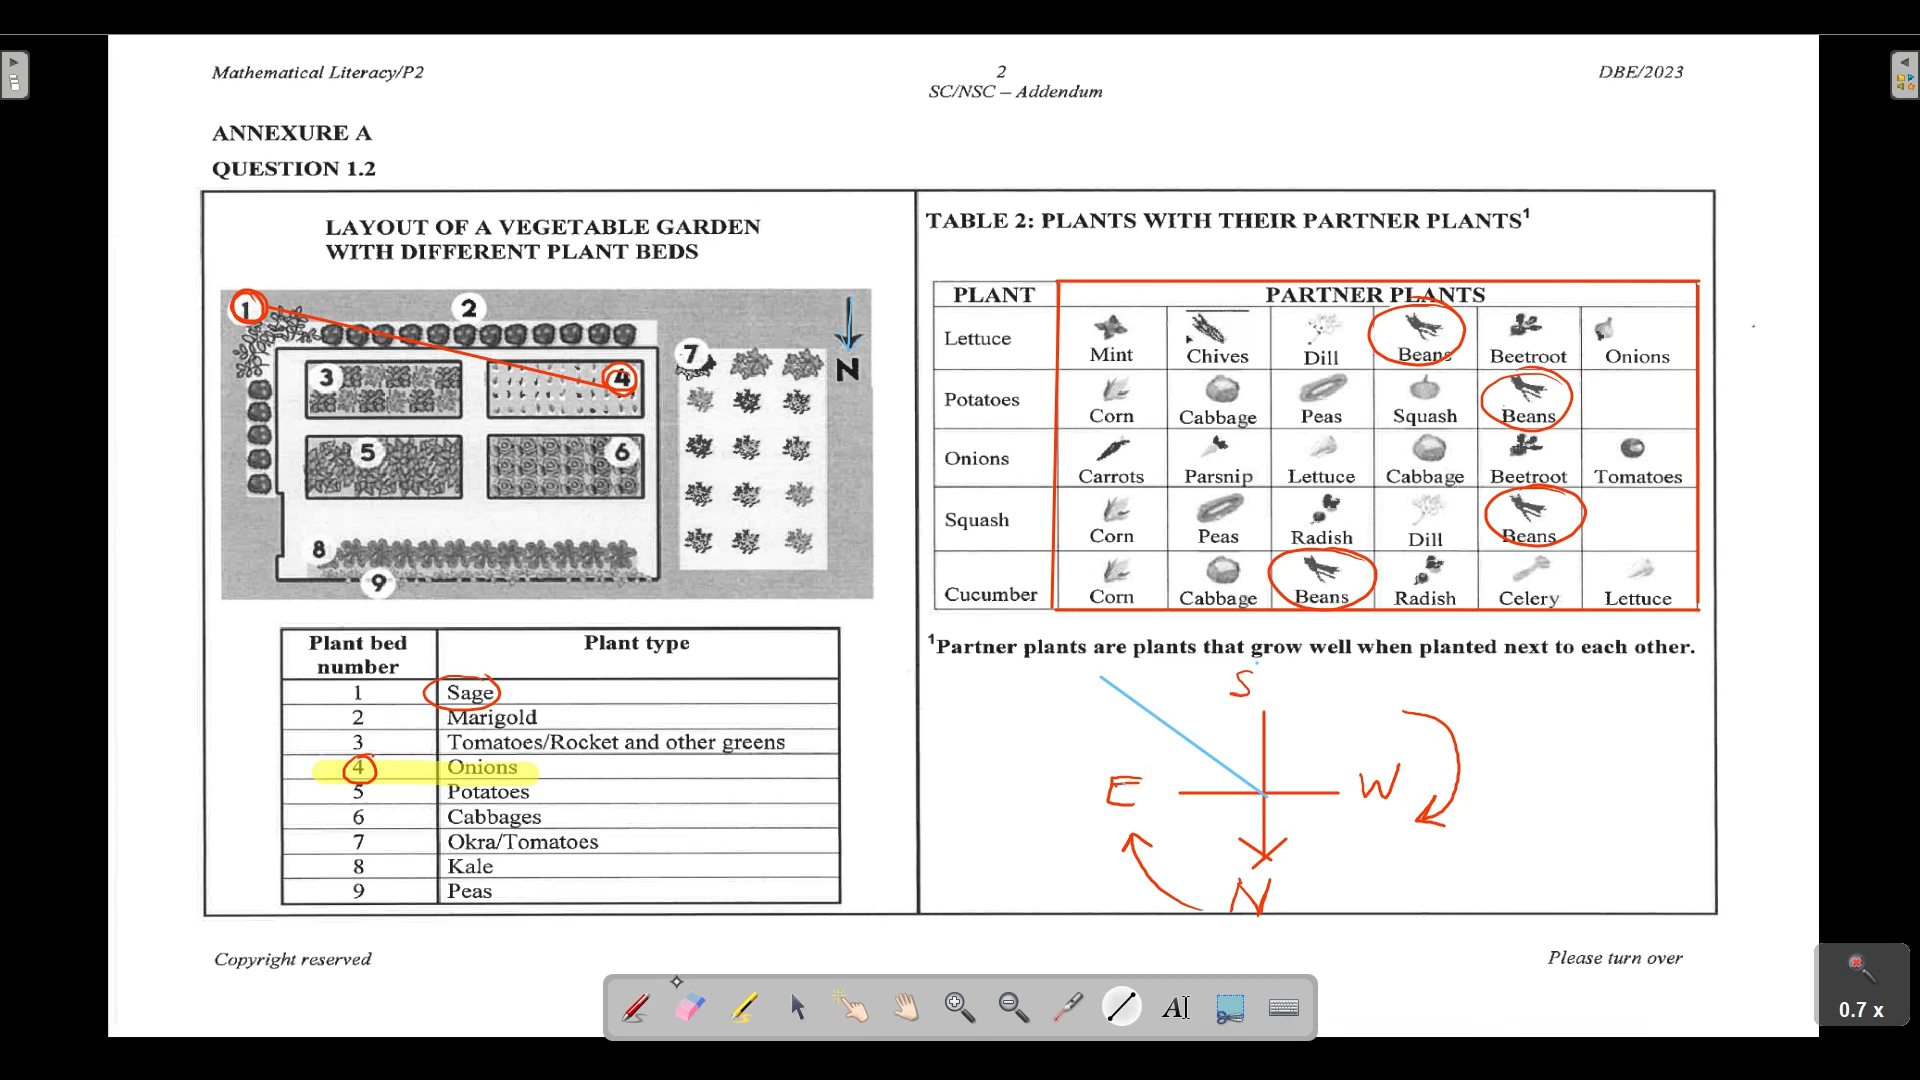 Mathematical Literacy/P2
2
DBE/2023
SC/NSC – Addendum
ANNEXURE A
QUESTION 1.2
LAYOUT OF A VEGETABLE GARDEN
WITH DIFFERENT PLANT BEDS
1
2
3
4
5
6
7
8
9
N
Plant bed number
Plant type
1 Sage
2 Marigold
3 Tomatoes/Rocket and other greens
4 Onions
5 Potatoes
6 Cabbages
7 Okra/Tomatoes
8 Kale
9 Peas
TABLE 2: PLANTS WITH THEIR PARTNER PLANTS¹
PLANT PARTNER PLANTS
Lettuce Mint Chives Dill Beans Beetroot Onions
Potatoes Corn Cabbage Peas Squash Beans
Onions Carrots Parsnip Lettuce Cabbage Beetroot Tomatoes
Squash Corn Peas Radish Dill Beans
Cucumber Corn Cabbage Beans Radish Celery Lettuce
¹Partner plants are plants that grow well when planted next to each other.
S
E
W
N
Copyright reserved
Please turn over
A
0.7 x